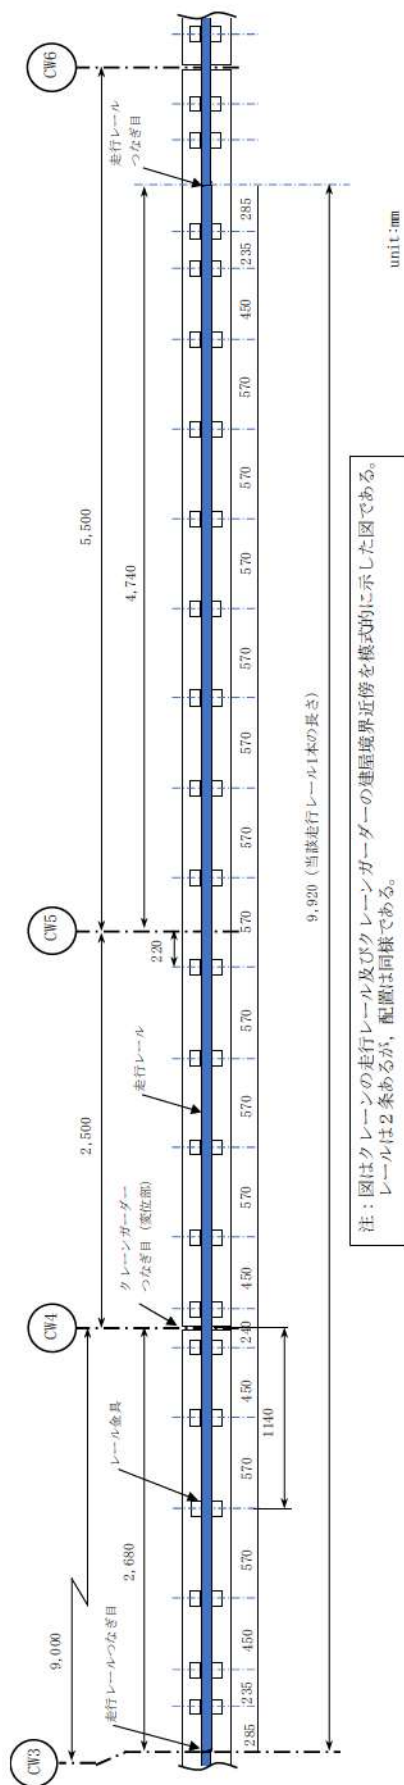 CW3
CW4
CW5
CW6
9,000
2,500
5,500
2,680
4,740
220
走行レールつなぎ目
レール金具
クレーンガーダー
つなぎ目（変位部）
走行レール
走行レール
つなぎ目
285
235
450
570
570
450
240
450
570
570
570
570
570
570
570
570
570
570
450
235
285
1140
9,920（当該走行レール1本の長さ）
unit:mm
注：図はクレーンの走行レール及びクレーンガーダーの建屋境界近傍を模式的に示した図である。
レールは2条あるが，配置は同様である。